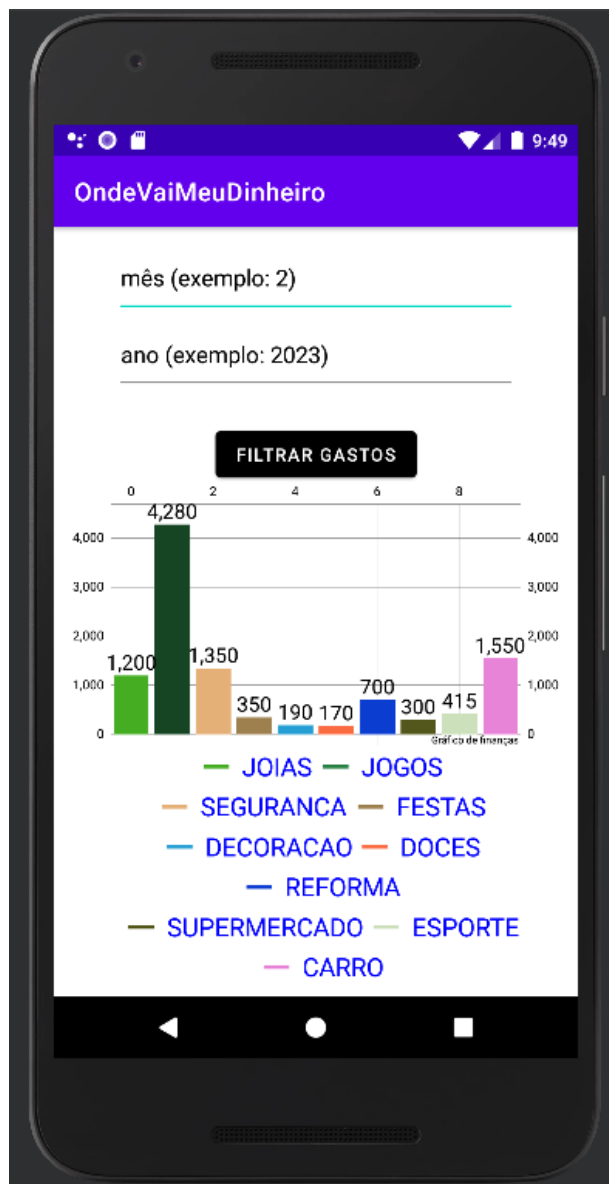 9:49
OndeVaiMeuDinheiro
mês (exemplo: 2)
ano (exemplo: 2023)
FILTRAR GASTOS
0 2 4 6 8
4,280
4,000 4,000
3,000 3,000
2,000 2,000
1,550
1,200 1,350
1,000 1,000
700
350 190 170 300 415
0 0
Gráfico de finanças
JOIAS JOGOS
SEGURANCA FESTAS
DECORACAO DOCES
REFORMA
SUPERMERCADO ESPORTE
CARRO